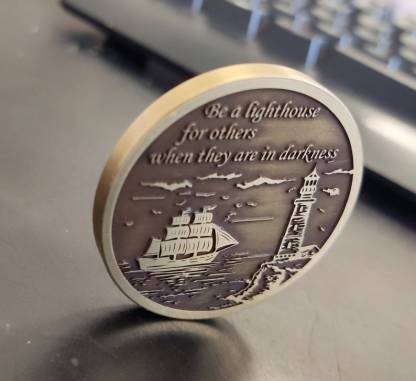 Be a lighthouse
for others
when they are in darkness